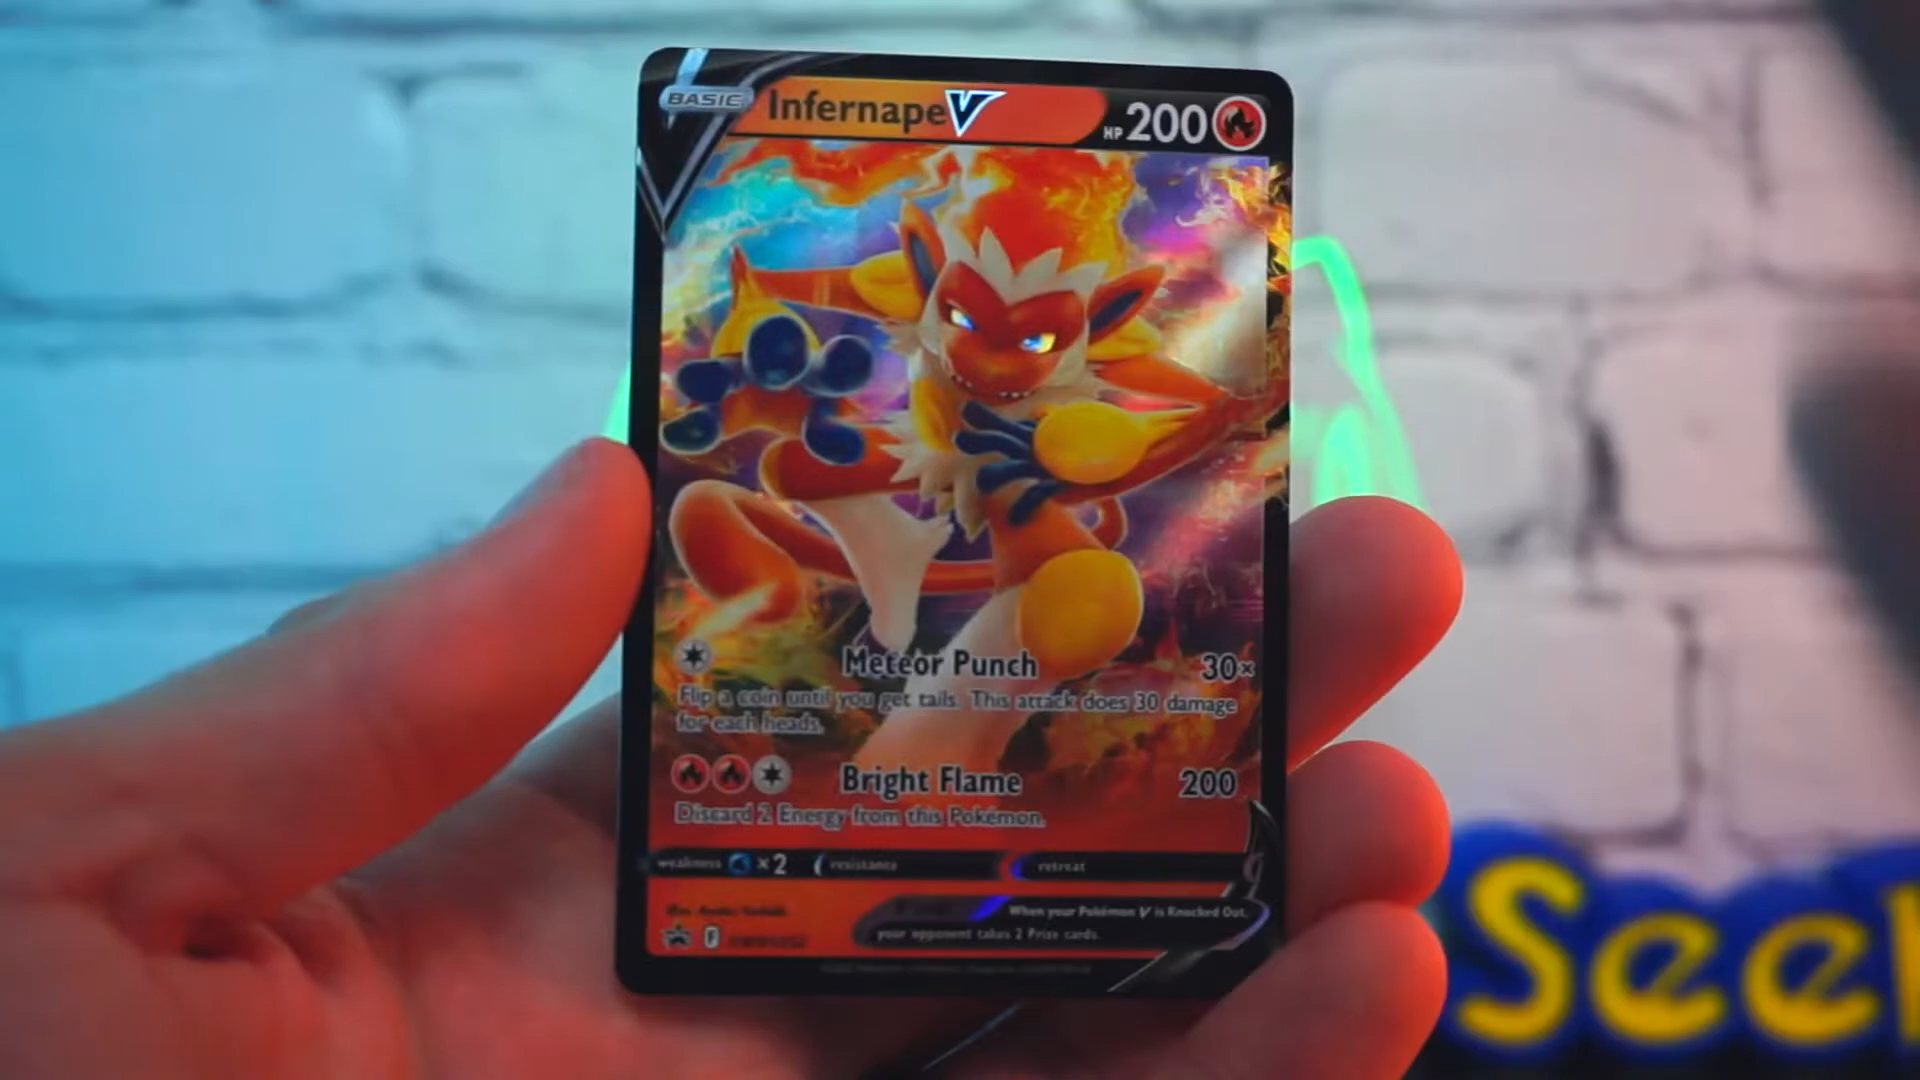 BASIC
Infernape V
HP 200
Meteor Punch 30×
Flip a coin until you get tails. This attack does 30 damage
for each heads.
Bright Flame 200
Discard 2 Energy from this Pokémon.
weakness ×2 resistance retreat
When your Pokémon V is Knocked Out,
your opponent takes 2 Prize cards.
F
See